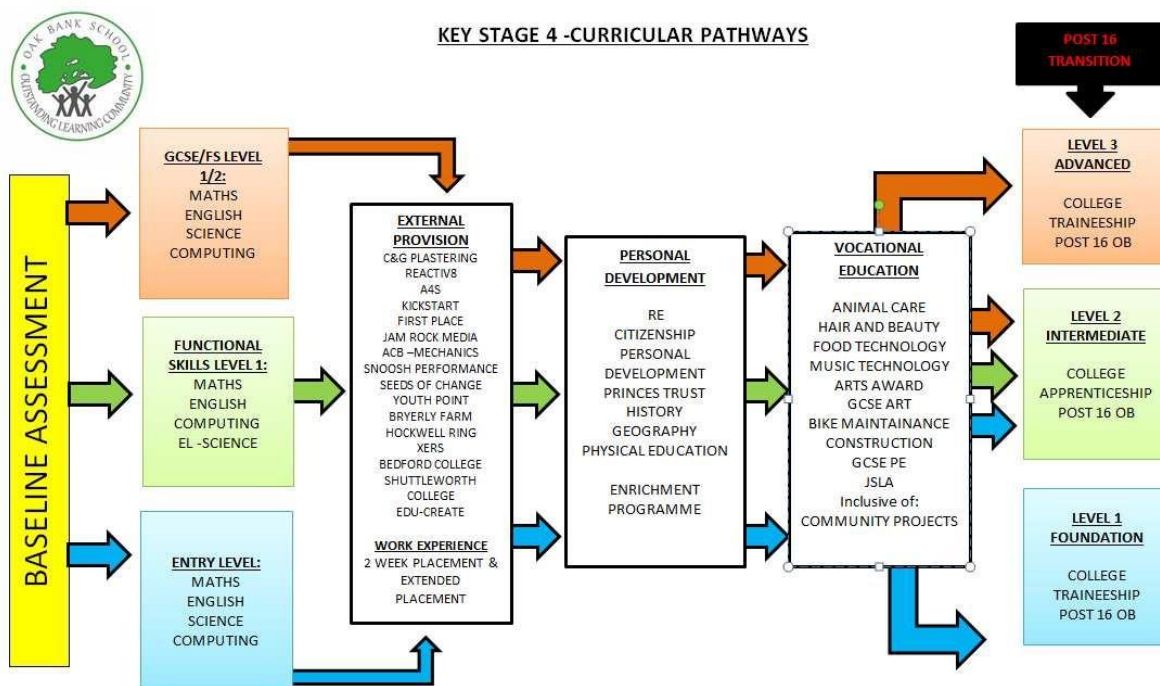 OAK BANK SCHOOL
OUTSTANDING LEARNING COMMUNITY
KEY STAGE 4 -CURRICULAR PATHWAYS
POST 16
TRANSITION
BASELINE ASSESSMENT
GCSE/FS LEVEL
1/2:
MATHS
ENGLISH
SCIENCE
COMPUTING
FUNCTIONAL
SKILLS LEVEL 1:
MATHS
ENGLISH
COMPUTING
EL -SCIENCE
ENTRY LEVEL:
MATHS
ENGLISH
SCIENCE
COMPUTING
EXTERNAL
PROVISION
C&G PLASTERING
REACTIV8
A4S
KICKSTART
FIRST PLACE
JAM ROCK MEDIA
ACB –MECHANICS
SNOOSH PERFORMANCE
SEEDS OF CHANGE
YOUTH POINT
BRYERLY FARM
HOCKWELL RING
XERS
BEDFORD COLLEGE
SHUTTLEWORTH
COLLEGE
EDU-CREATE
WORK EXPERIENCE
2 WEEK PLACEMENT &
EXTENDED
PLACEMENT
PERSONAL
DEVELOPMENT
RE
CITIZENSHIP
PERSONAL
DEVELOPMENT
PRINCES TRUST
HISTORY
GEOGRAPHY
PHYSICAL EDUCATION
ENRICHMENT
PROGRAMME
VOCATIONAL
EDUCATION
ANIMAL CARE
HAIR AND BEAUTY
FOOD TECHNOLOGY
MUSIC TECHNOLOGY
ARTS AWARD
GCSE ART
BIKE MAINTAINANCE
CONSTRUCTION
GCSE PE
JSLA
Inclusive of:
COMMUNITY PROJECTS
LEVEL 3
ADVANCED
COLLEGE
TRAINEESHIP
POST 16 OB
LEVEL 2
INTERMEDIATE
COLLEGE
APPRENTICESHIP
POST 16 OB
LEVEL 1
FOUNDATION
COLLEGE
TRAINEESHIP
POST 16 OB